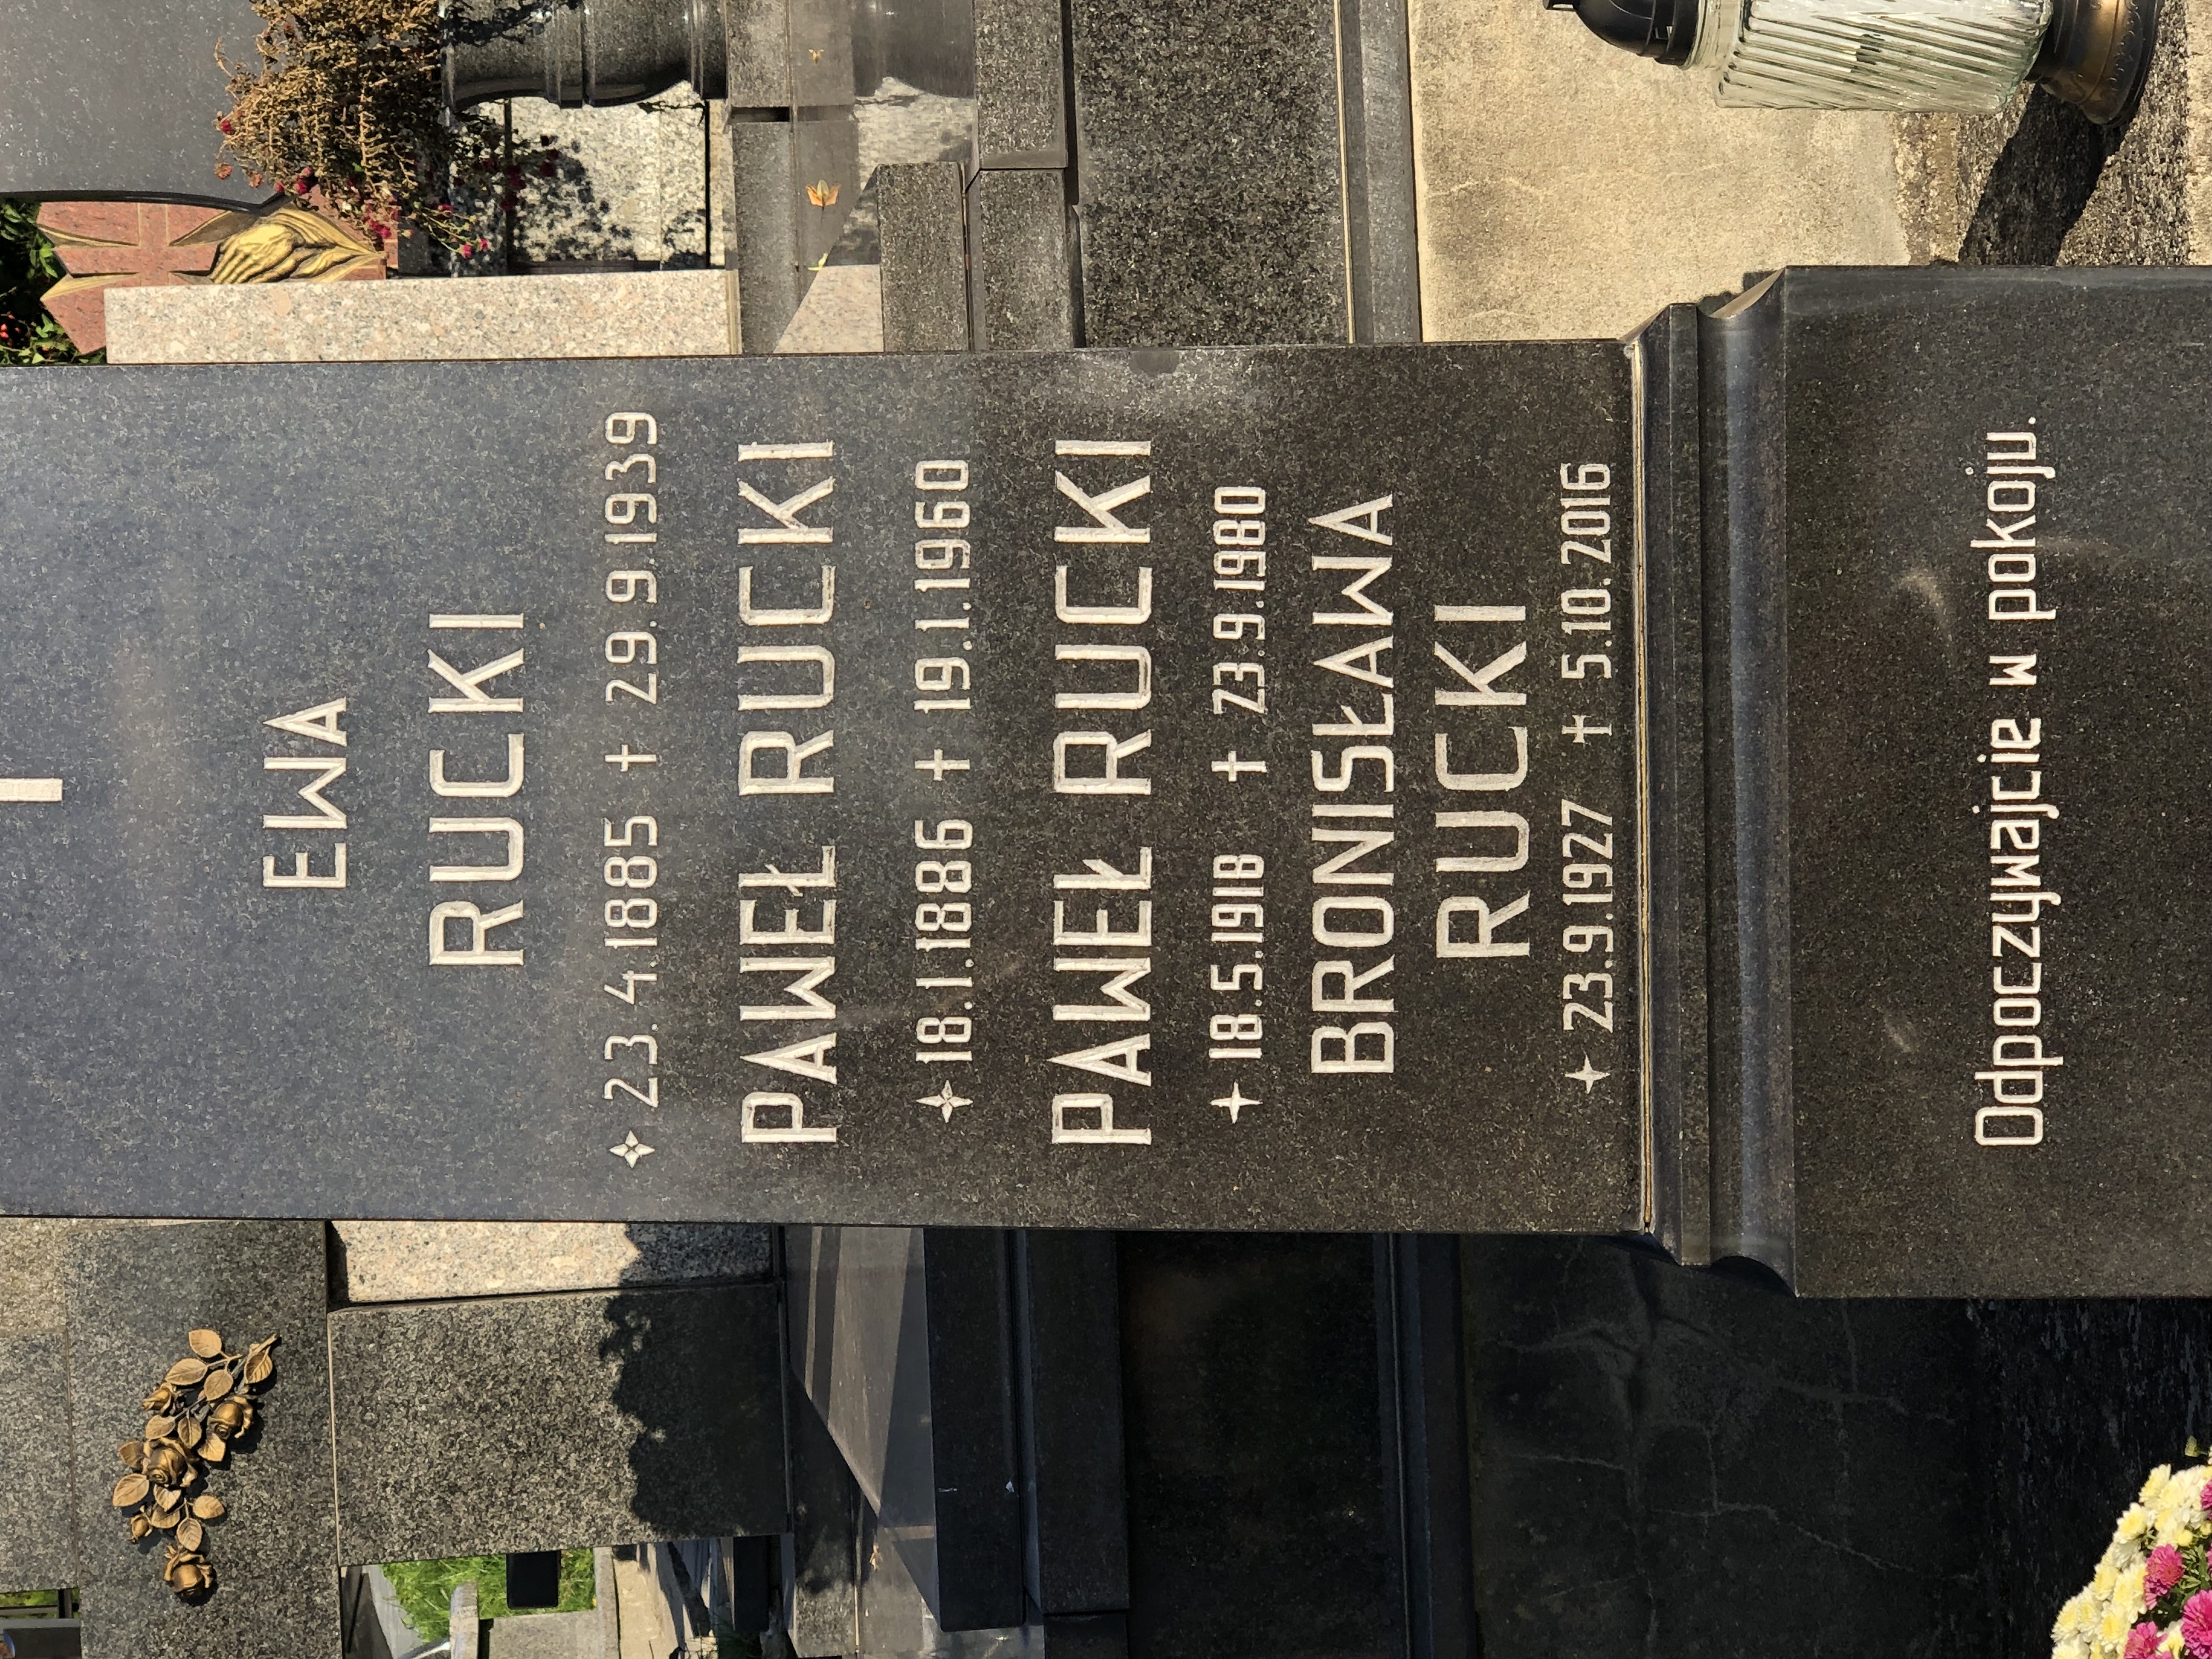 EWA
RUCKI
✦ 23.4.1885 † 29.9.1939
PAWEŁ RUCKI
✦ 18.1.1886 † 19.1.1960
PAWEŁ RUCKI
✦ 18.5.1918 † 23.9.1980
BRONISŁAWA
RUCKI
✦ 23.9.1927 † 5.10.2016
Odpoczywajcie w pokoju.